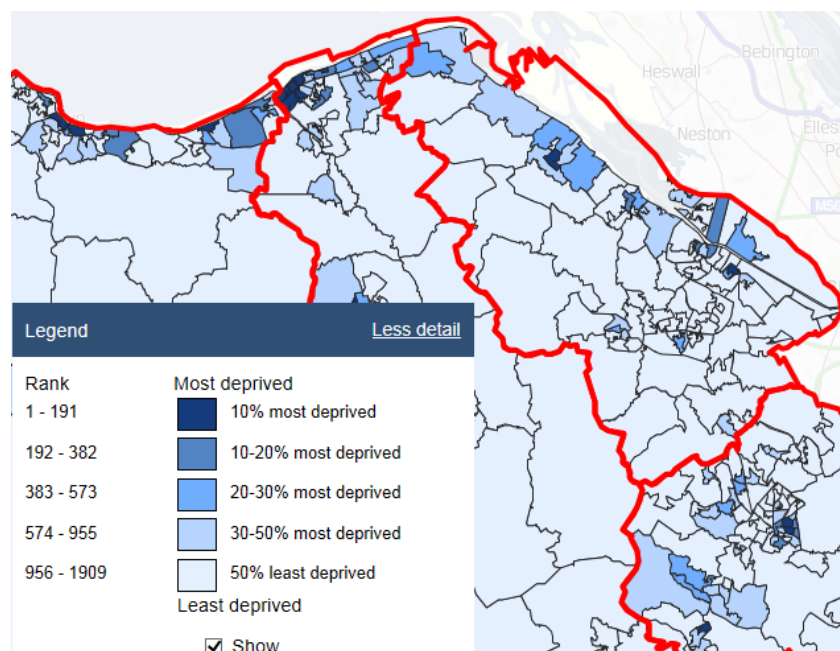 Bebington
Heswall
Neston
M56
Legend Less detail
Rank Most deprived
1 - 191 10% most deprived
192 - 382 10-20% most deprived
383 - 573 20-30% most deprived
574 - 955 30-50% most deprived
956 - 1909 50% least deprived
Least deprived
Show